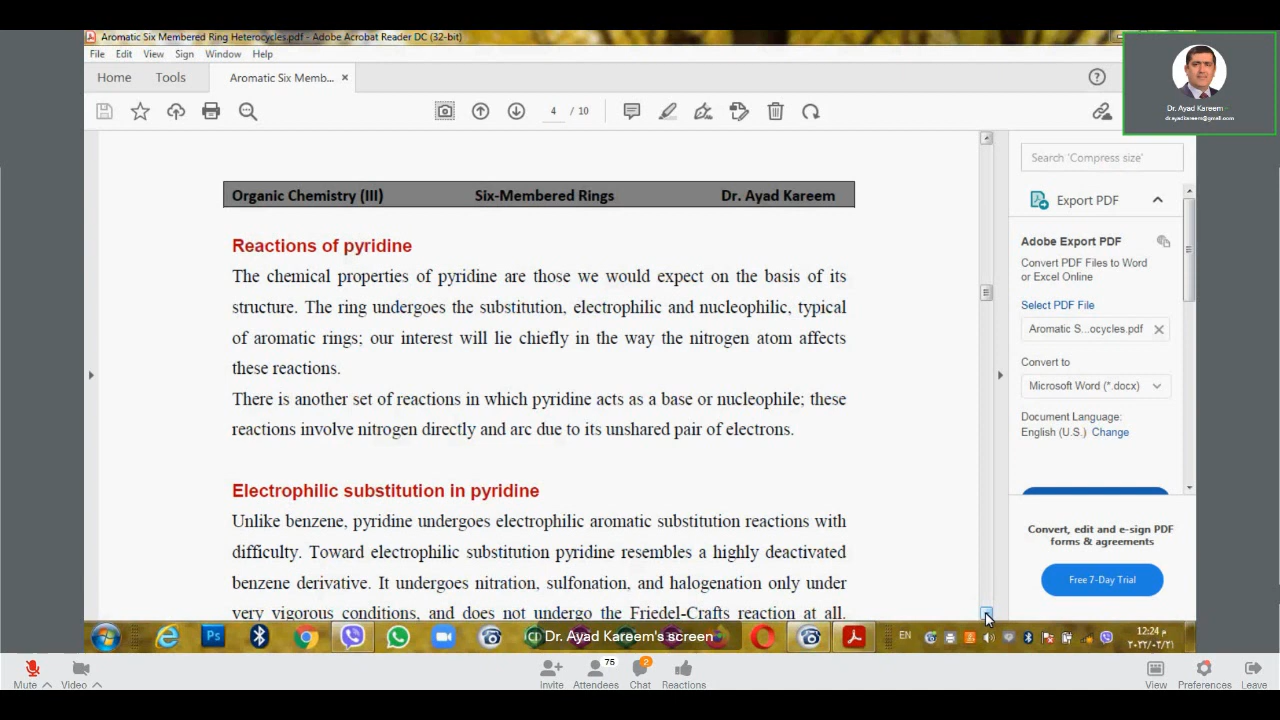 Aromatic Six Membered Ring Heterocycles.pdf - Adobe Acrobat Reader DC (32-bit)
File Edit View Sign Window Help
Home Tools Aromatic Six Memb... ×
4 / 10
Dr. Ayad Kareem
drayadkareem@gmail.com
Organic Chemistry (III) Six-Membered Rings Dr. Ayad Kareem
Reactions of pyridine
The chemical properties of pyridine are those we would expect on the basis of its
structure. The ring undergoes the substitution, electrophilic and nucleophilic, typical
of aromatic rings; our interest will lie chiefly in the way the nitrogen atom affects
these reactions.
There is another set of reactions in which pyridine acts as a base or nucleophile; these
reactions involve nitrogen directly and arc due to its unshared pair of electrons.
Electrophilic substitution in pyridine
Unlike benzene, pyridine undergoes electrophilic aromatic substitution reactions with
difficulty. Toward electrophilic substitution pyridine resembles a highly deactivated
benzene derivative. It undergoes nitration, sulfonation, and halogenation only under
very vigorous conditions, and does not undergo the Friedel-Crafts reaction at all.
Search 'Compress size'
Export PDF
Adobe Export PDF
Convert PDF Files to Word
or Excel Online
Select PDF File
Aromatic S...ocycles.pdf
Convert to
Microsoft Word (*.docx)
Document Language:
English (U.S.) Change
Convert, edit and e-sign PDF
forms & agreements
Free 7-Day Trial
Ps
Dr. Ayad Kareem's screen
EN
12:24 م
٢٠٢٢/٠٣/٢١
75 2
Mute Video Invite Attendees Chat Reactions View Preferences Leave